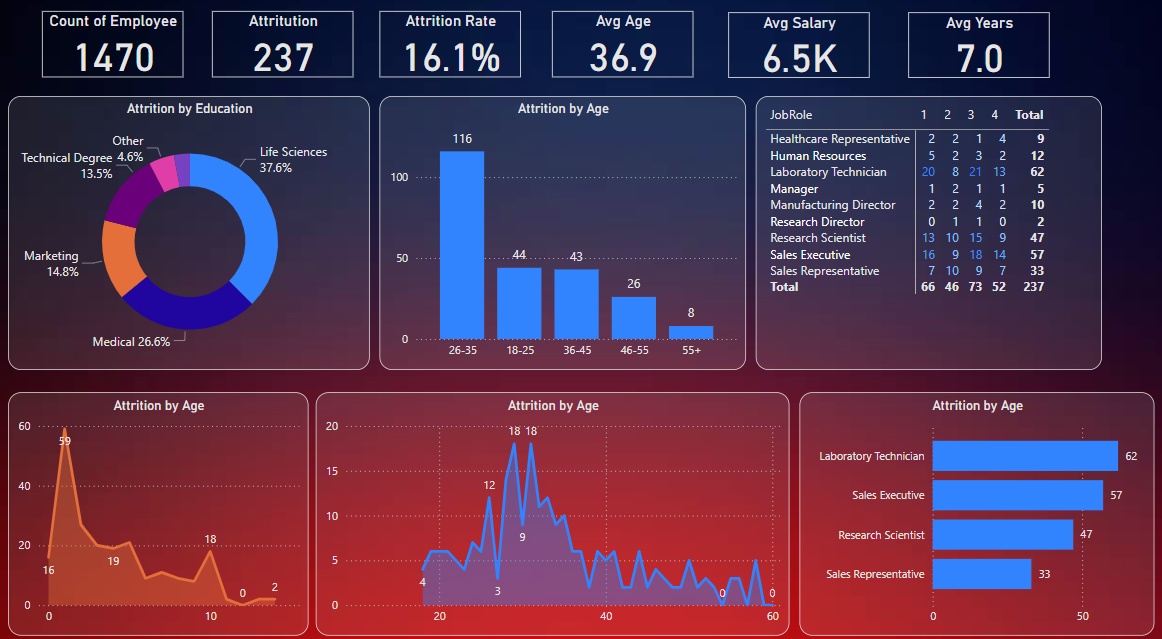 Count of Employee
1470
Attritution
237
Attrition Rate
16.1%
Avg Age
36.9
Avg Salary
6.5K
Avg Years
7.0
Attrition by Education
Other
4.6%
Technical Degree
13.5%
Life Sciences
37.6%
Marketing
14.8%
Medical 26.6%
Attrition by Age
116
100
50
44
43
26
8
0
26-35 18-25 36-45 46-55 55+
JobRole 1 2 3 4 Total
Healthcare Representative 2 2 1 4 9
Human Resources 5 2 3 2 12
Laboratory Technician 20 8 21 13 62
Manager 1 2 1 1 5
Manufacturing Director 2 2 4 2 10
Research Director 0 1 1 0 2
Research Scientist 13 10 15 9 47
Sales Executive 16 9 18 14 57
Sales Representative 7 10 9 7 33
Total 66 46 73 52 237
Attrition by Age
60
59
40
20
18
19
16
0 2
0
0 10
Attrition by Age
20
18 18
15
12
10
9
5
4
3
0 0
0
20 40 60
Attrition by Age
0 50
Laboratory Technician 62
Sales Executive 57
Research Scientist 47
Sales Representative 33
0 50